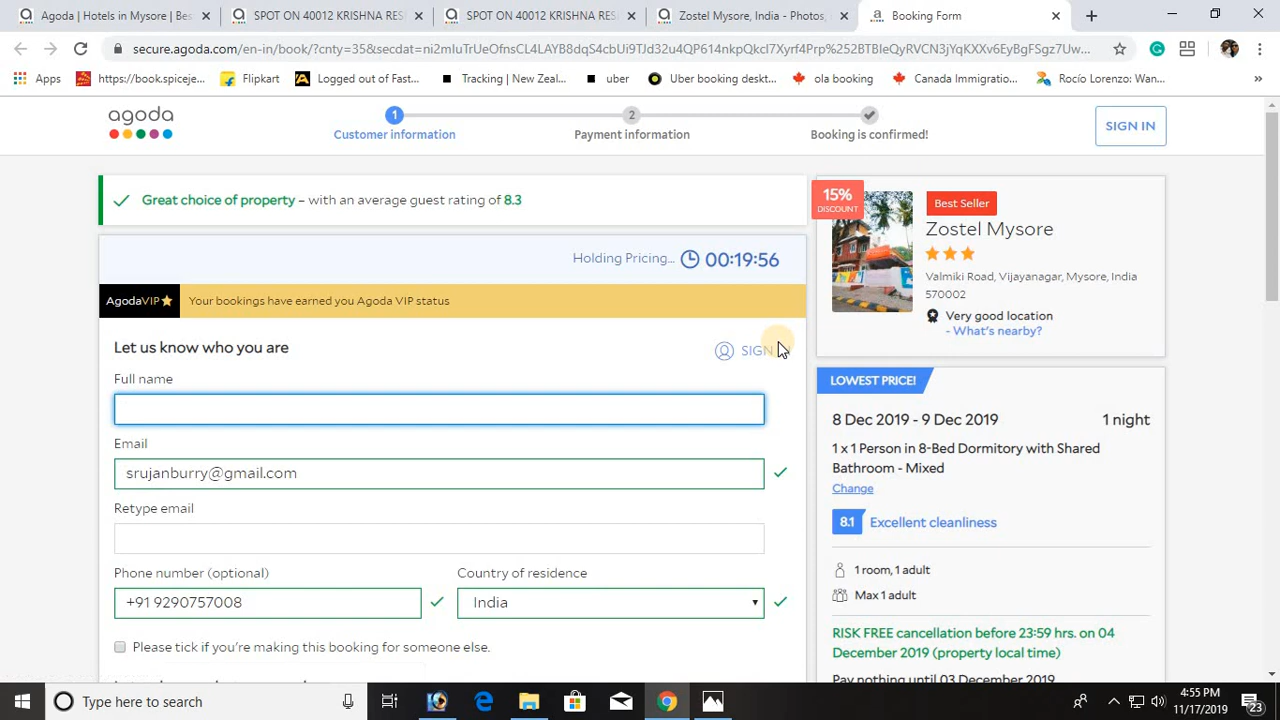 Agoda | Hotels in Mysore | Bes
SPOT ON 40012 KRISHNA RES
SPOT ON 40012 KRISHNA RES
Zostel Mysore, India - Photos,
Booking Form
secure.agoda.com/en-in/book/?cnty=35&secdat=ni2mIuTrUeOfnsCL4LAYB8dqS4cbUi9TJd32u4QP614nkpQkcI7Xyf4Prp%252BTBIeQyRVCN3jYqKXXv6EyBgFSgz7Uw...
Apps
https://book.spiceje...
Flipkart
Logged out of Fast...
Tracking | New Zeal...
uber
Uber booking deskt...
ola booking
Canada Immigratio...
Rocío Lorenzo: Wan...
»
agoda
1
Customer information
2
Payment information
Booking is confirmed!
SIGN IN
Great choice of property – with an average guest rating of 8.3
Holding Pricing... 00:19:56
AgodaVIP
Your bookings have earned you Agoda VIP status
Let us know who you are
SIGN
Full name
Email
srujanburry@gmail.com
Retype email
Phone number (optional)
Country of residence
+91 9290757008
India
Please tick if you're making this booking for someone else.
15%
DISCOUNT
Best Seller
Zostel Mysore
Valmiki Road, Vijayanagar, Mysore, India
570002
Very good location
- What's nearby?
LOWEST PRICE!
8 Dec 2019 - 9 Dec 2019
1 night
1 x 1 Person in 8-Bed Dormitory with Shared
Bathroom - Mixed
Change
8.1 Excellent cleanliness
1 room, 1 adult
Max 1 adult
RISK FREE cancellation before 23:59 hrs. on 04
December 2019 (property local time)
Pay nothing until 03 December 2019
Type here to search
4:55 PM
11/17/2019
23